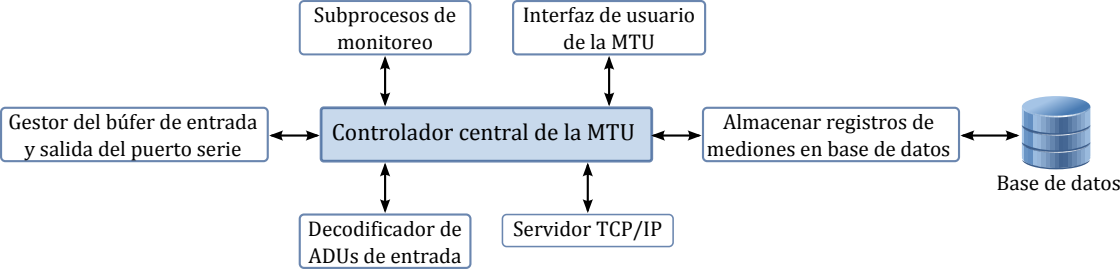 Subprocesos de
monitoreo
Interfaz de usuario
de la MTU
Gestor del búfer de entrada
y salida del puerto serie
Controlador central de la MTU
Almacenar registros de
mediones en base de datos
Base de datos
Decodificador de
ADUs de entrada
Servidor TCP/IP